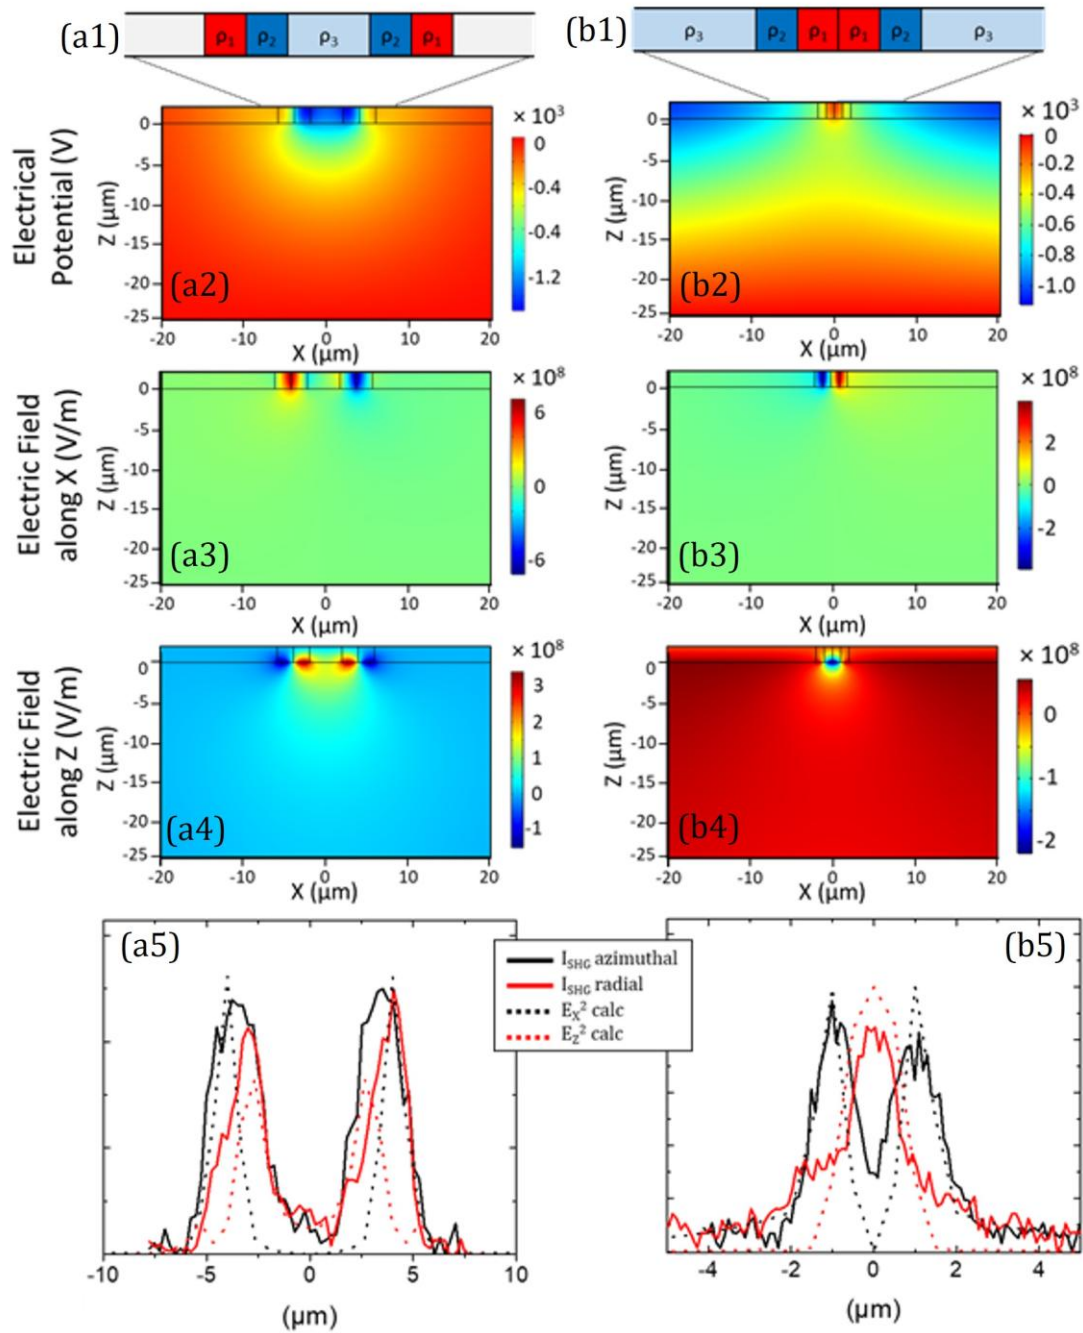 (a1)
ρ₁ ρ₂ ρ₃ ρ₂ ρ₁
(b1)
ρ₃ ρ₂ ρ₁ ρ₁ ρ₂ ρ₃
Electrical
Potential (V)
Z (µm)
0
-5
-10
-15
-20
-25
(a2)
-20 -10 0 10 20
X (µm)
× 10³
0
-0.4
-0.4
-1.2
Z (µm)
0
-5
-10
-15
-20
-25
(b2)
-20 -10 0 10 20
X (µm)
× 10³
0
-0.2
-0.4
-0.6
-0.8
-1.0
Electric Field
along X (V/m)
Z (µm)
0
-5
-10
-15
-20
-25
(a3)
-20 -10 0 10 20
X (µm)
× 10⁸
6
0
-6
Z (µm)
0
-5
-10
-15
-20
-25
(b3)
-20 -10 0 10 20
X (µm)
× 10⁸
2
0
-2
Electric Field
along Z (V/m)
Z (µm)
0
-5
-10
-15
-20
-25
(a4)
-20 -10 0 10 20
X (µm)
× 10⁸
3
2
1
0
-1
Z (µm)
0
-5
-10
-15
-20
-25
(b4)
-20 -10 0 10 20
X (µm)
× 10⁸
0
-1
-2
(a5)
-10 -5 0 5 10
(µm)
I_SHG azimuthal
I_SHG radial
E_X² calc
E_Z² calc
(b5)
-4 -2 0 2 4
(µm)